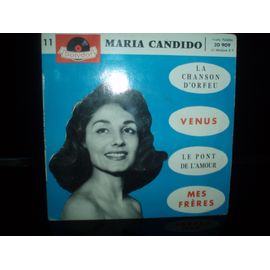 11
Polydor
MARIA CANDIDO
20 909
LA
CHANSON
D'ORFEU
VENUS
LE PONT
DE L'AMOUR
MES
FRÈRES